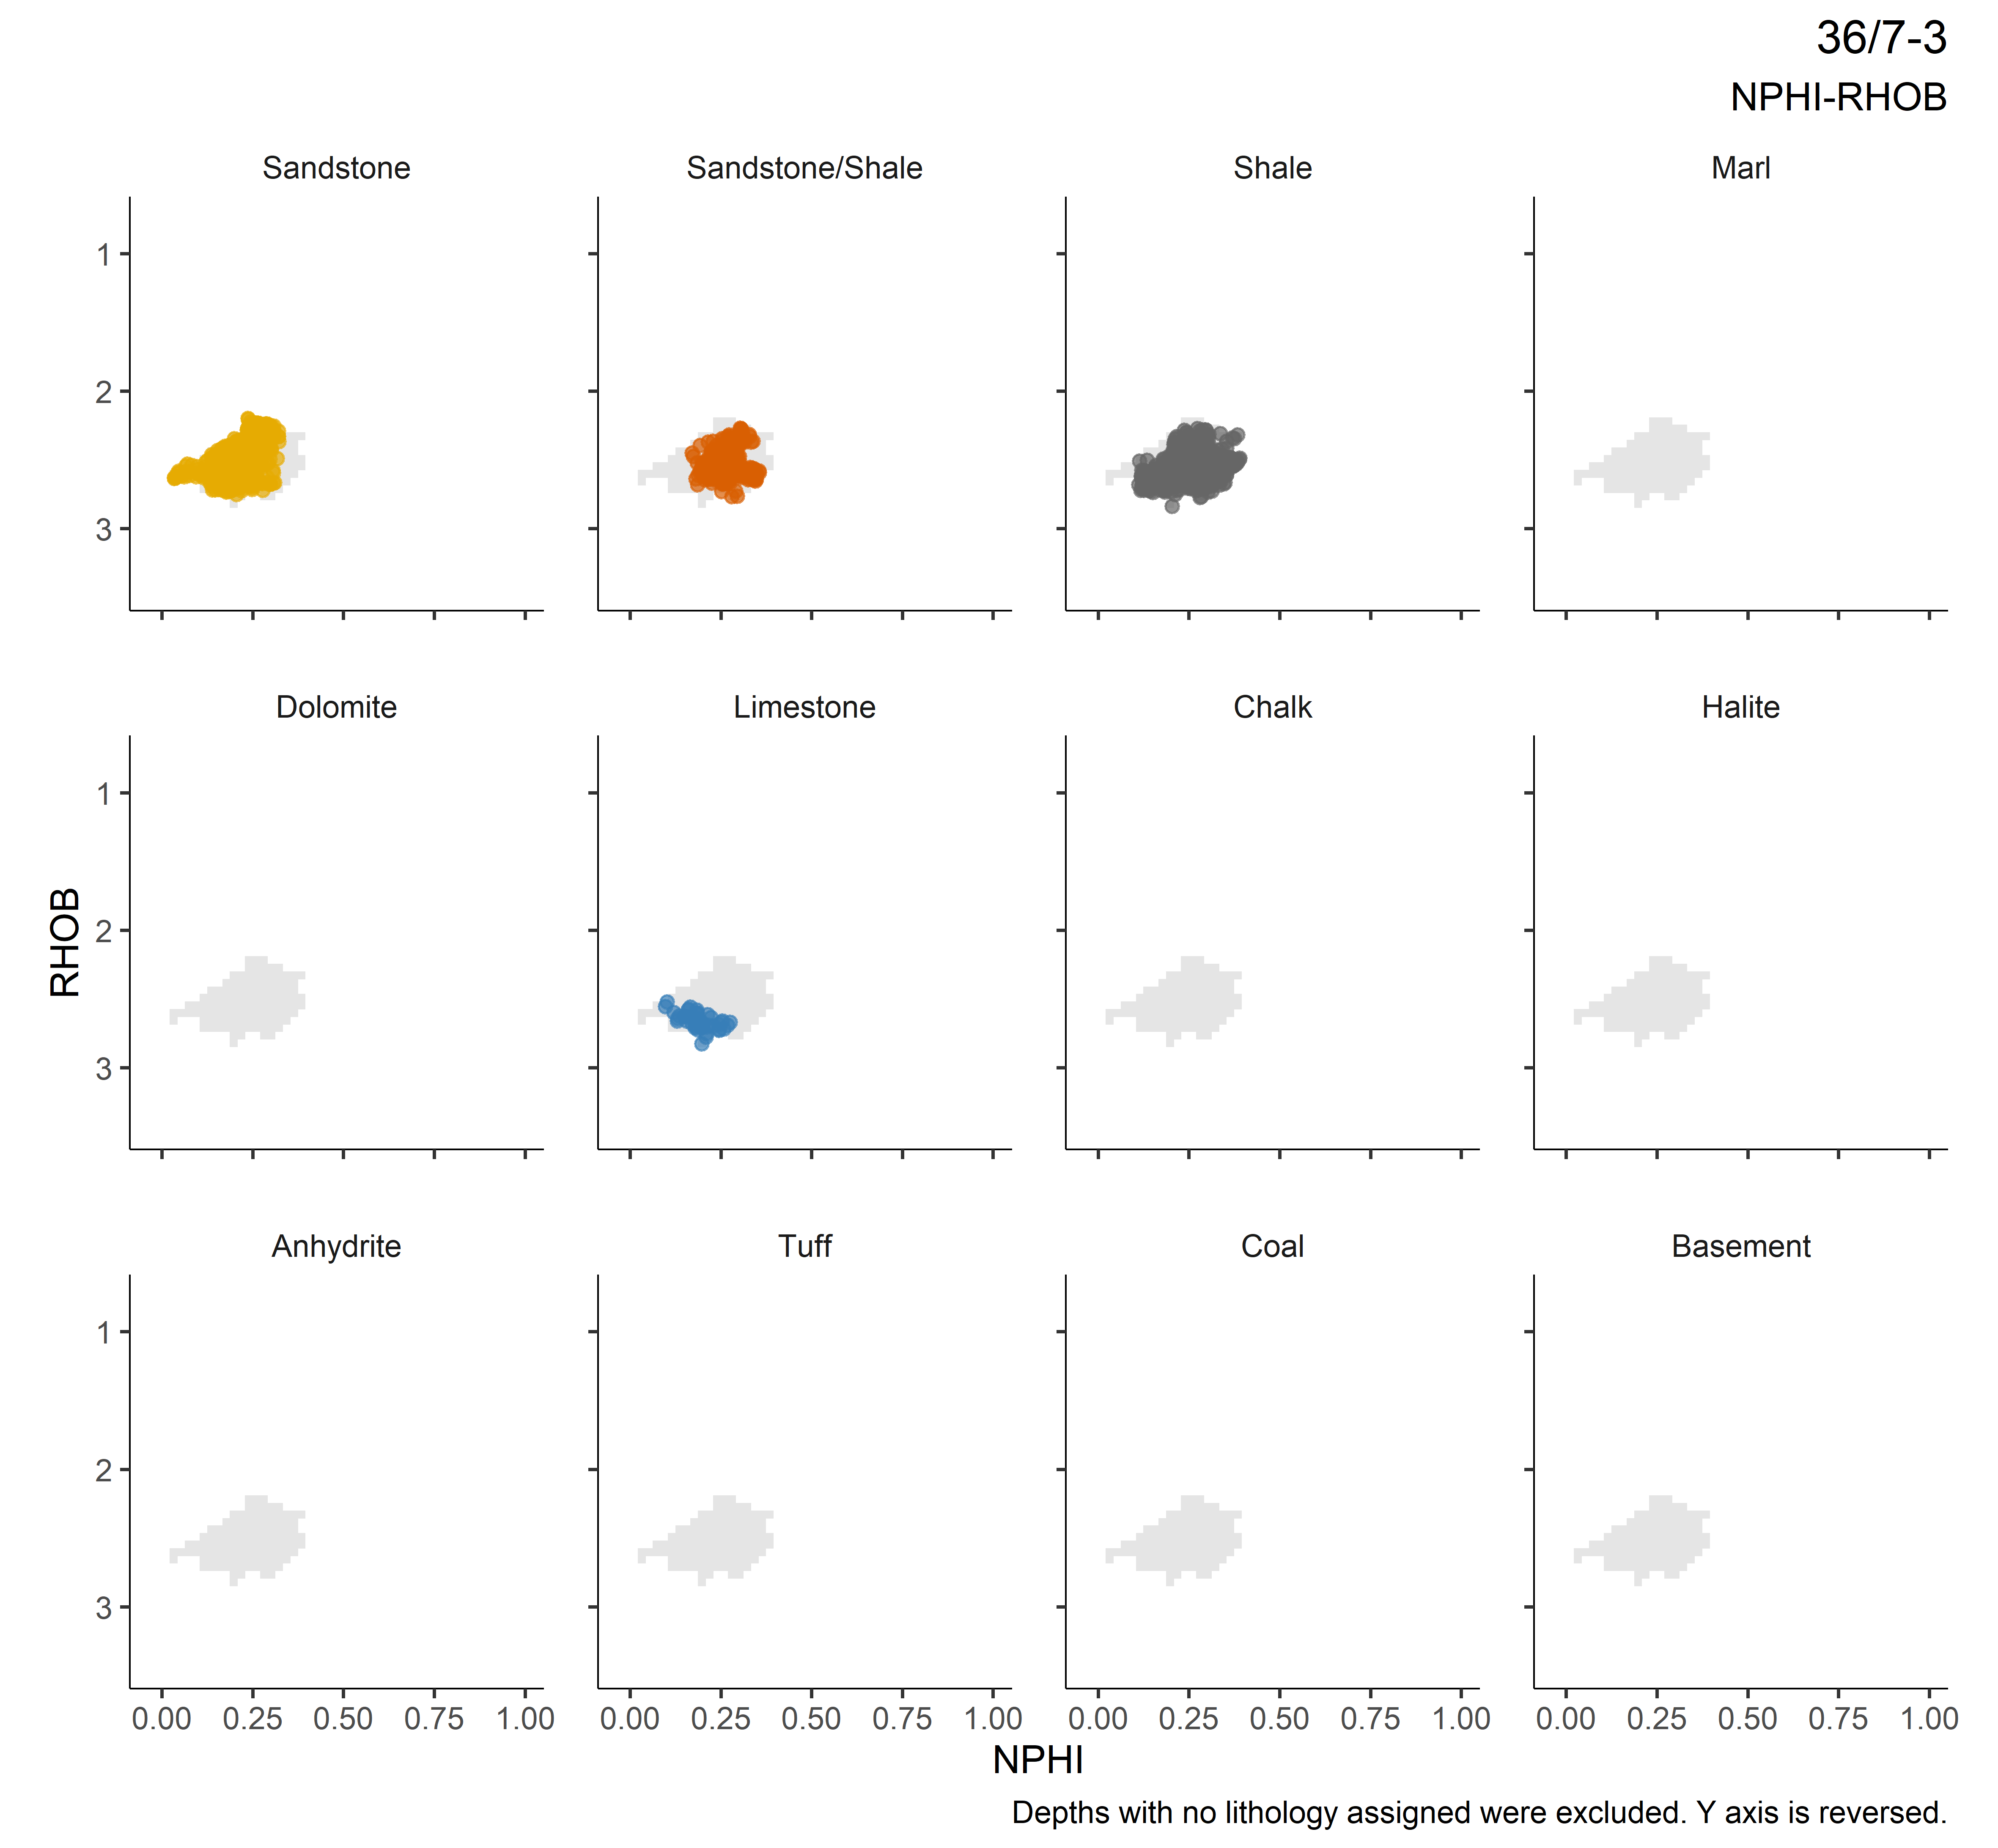 36/7-3
NPHI-RHOB
Sandstone Sandstone/Shale Shale Marl
1
2
3
Dolomite Limestone Chalk Halite
1
2
3
RHOB
Anhydrite Tuff Coal Basement
1
2
3
0.00 0.25 0.50 0.75 1.00 0.00 0.25 0.50 0.75 1.00 0.00 0.25 0.50 0.75 1.00 0.00 0.25 0.50 0.75 1.00
NPHI
Depths with no lithology assigned were excluded. Y axis is reversed.